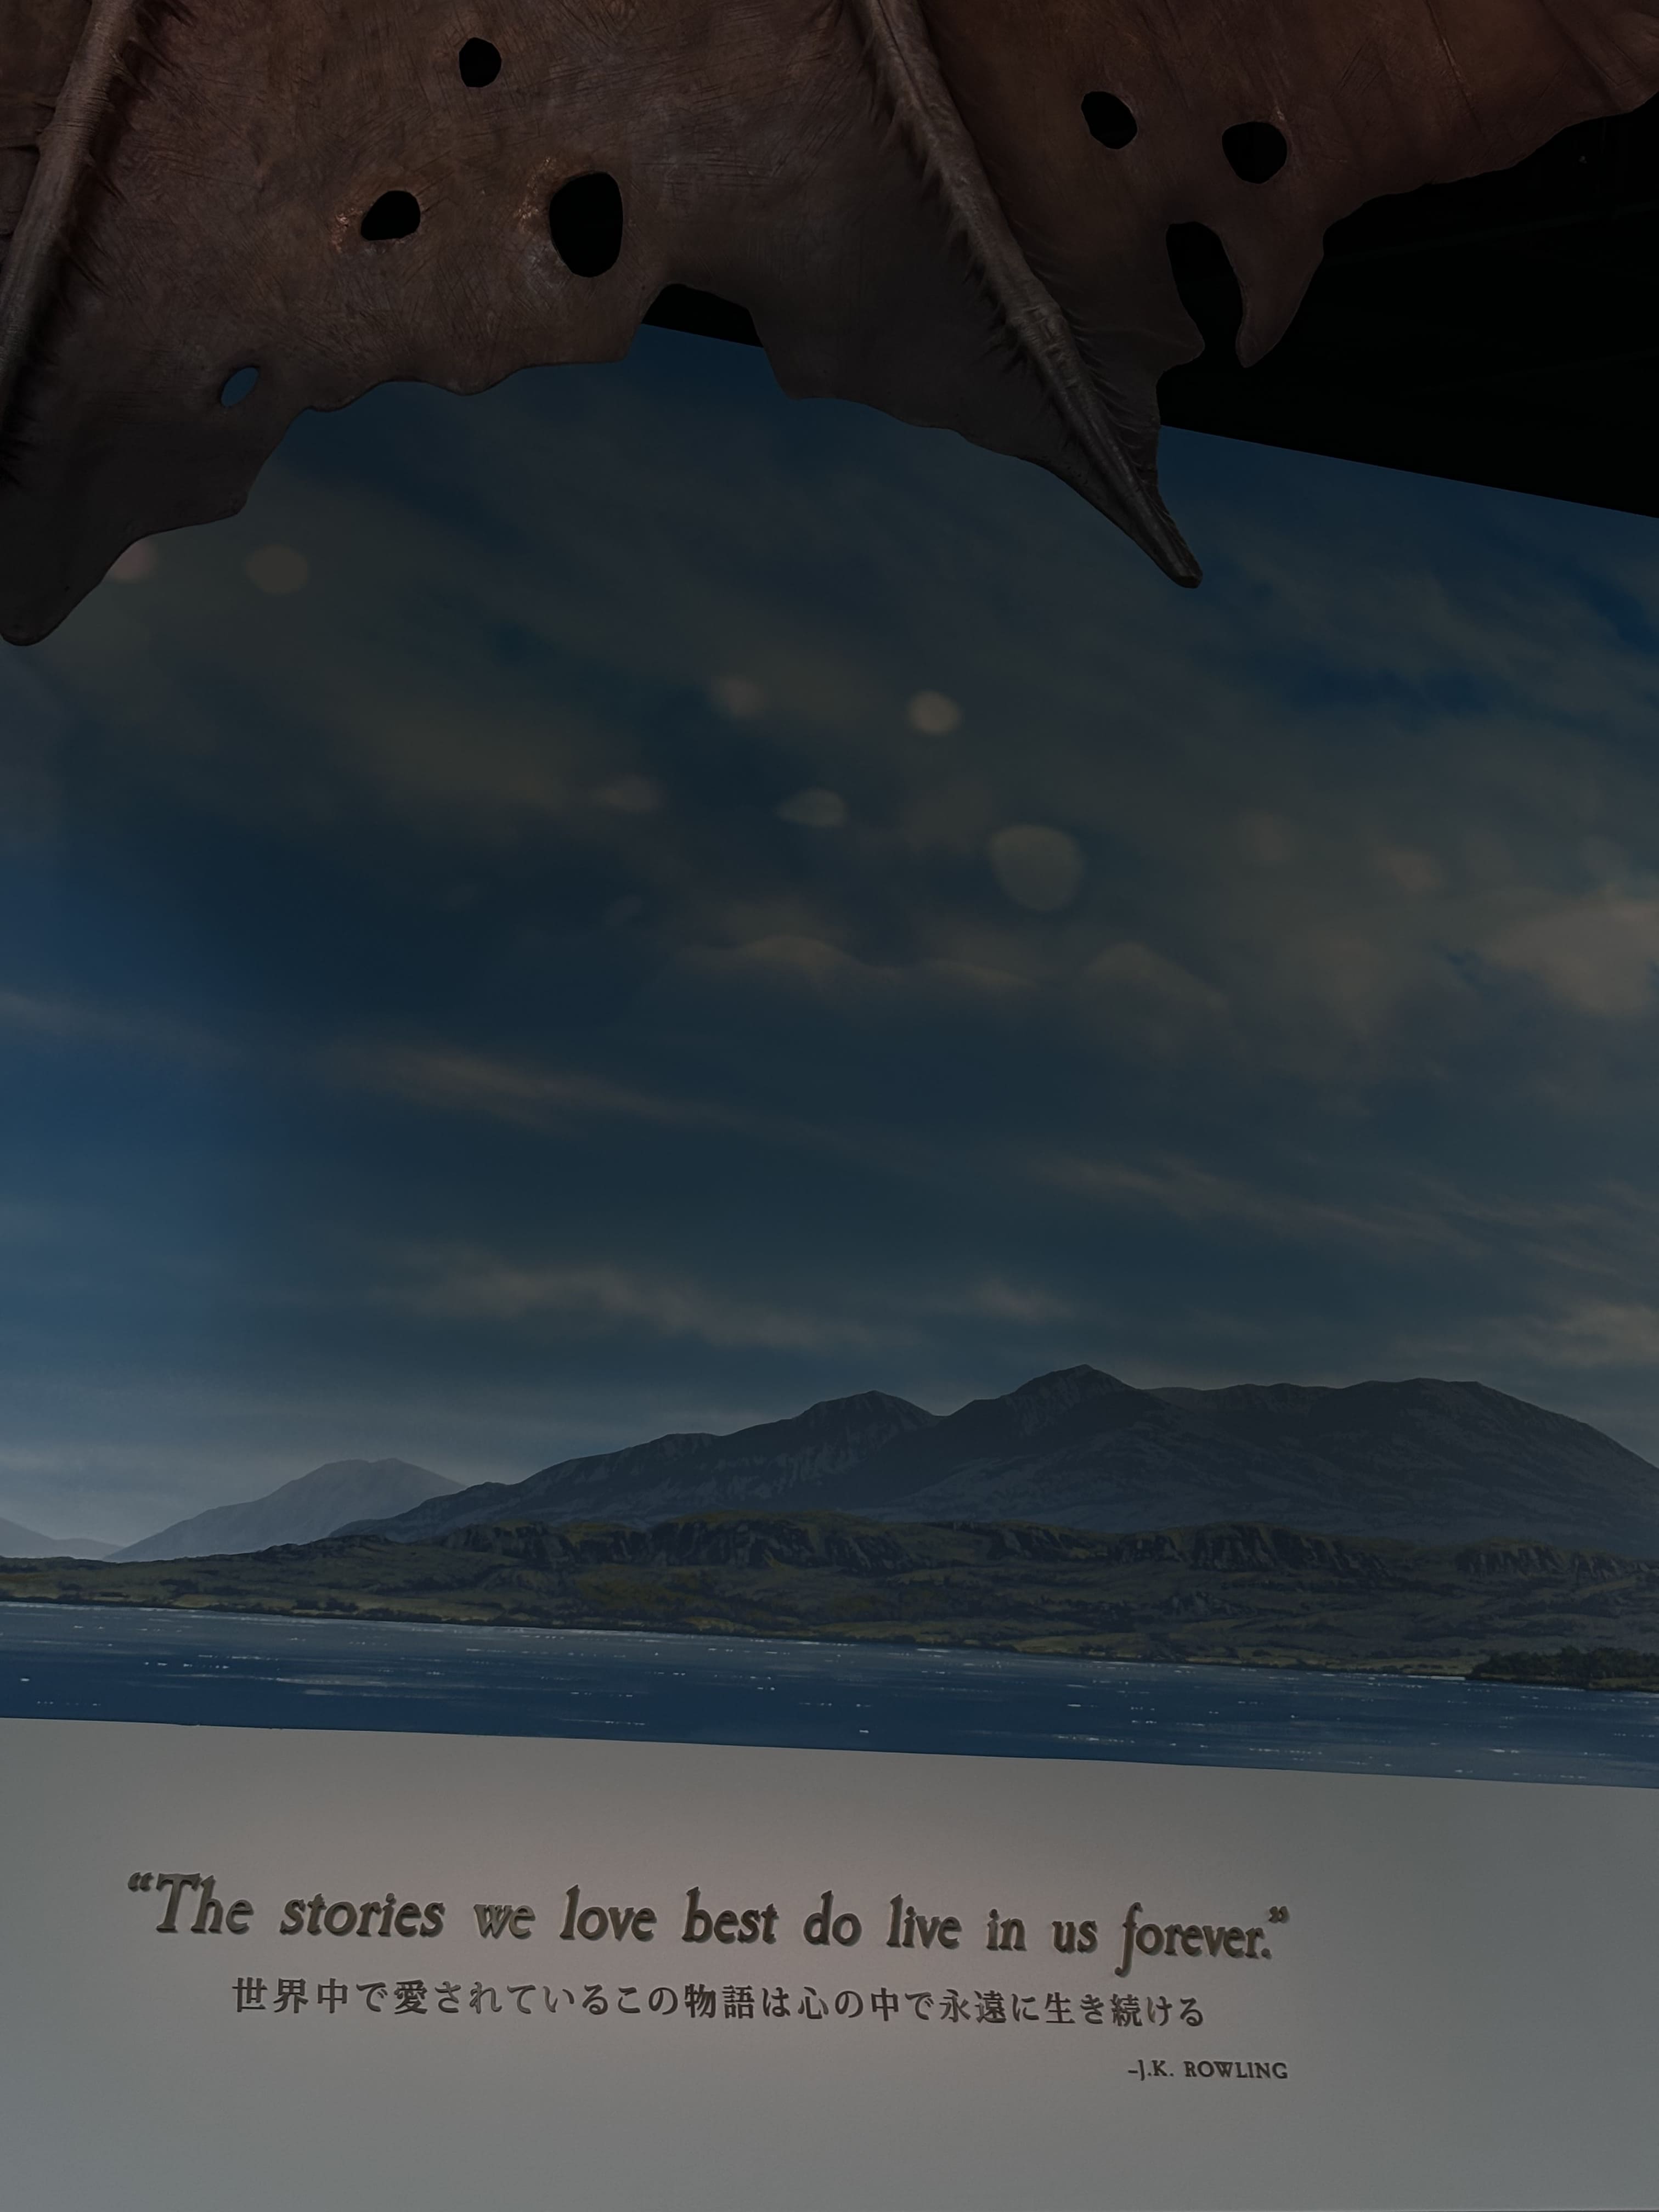 “The stories we love best do live in us forever.”
世界中で愛されているこの物語は心の中で永遠に生き続ける
–J.K. ROWLING